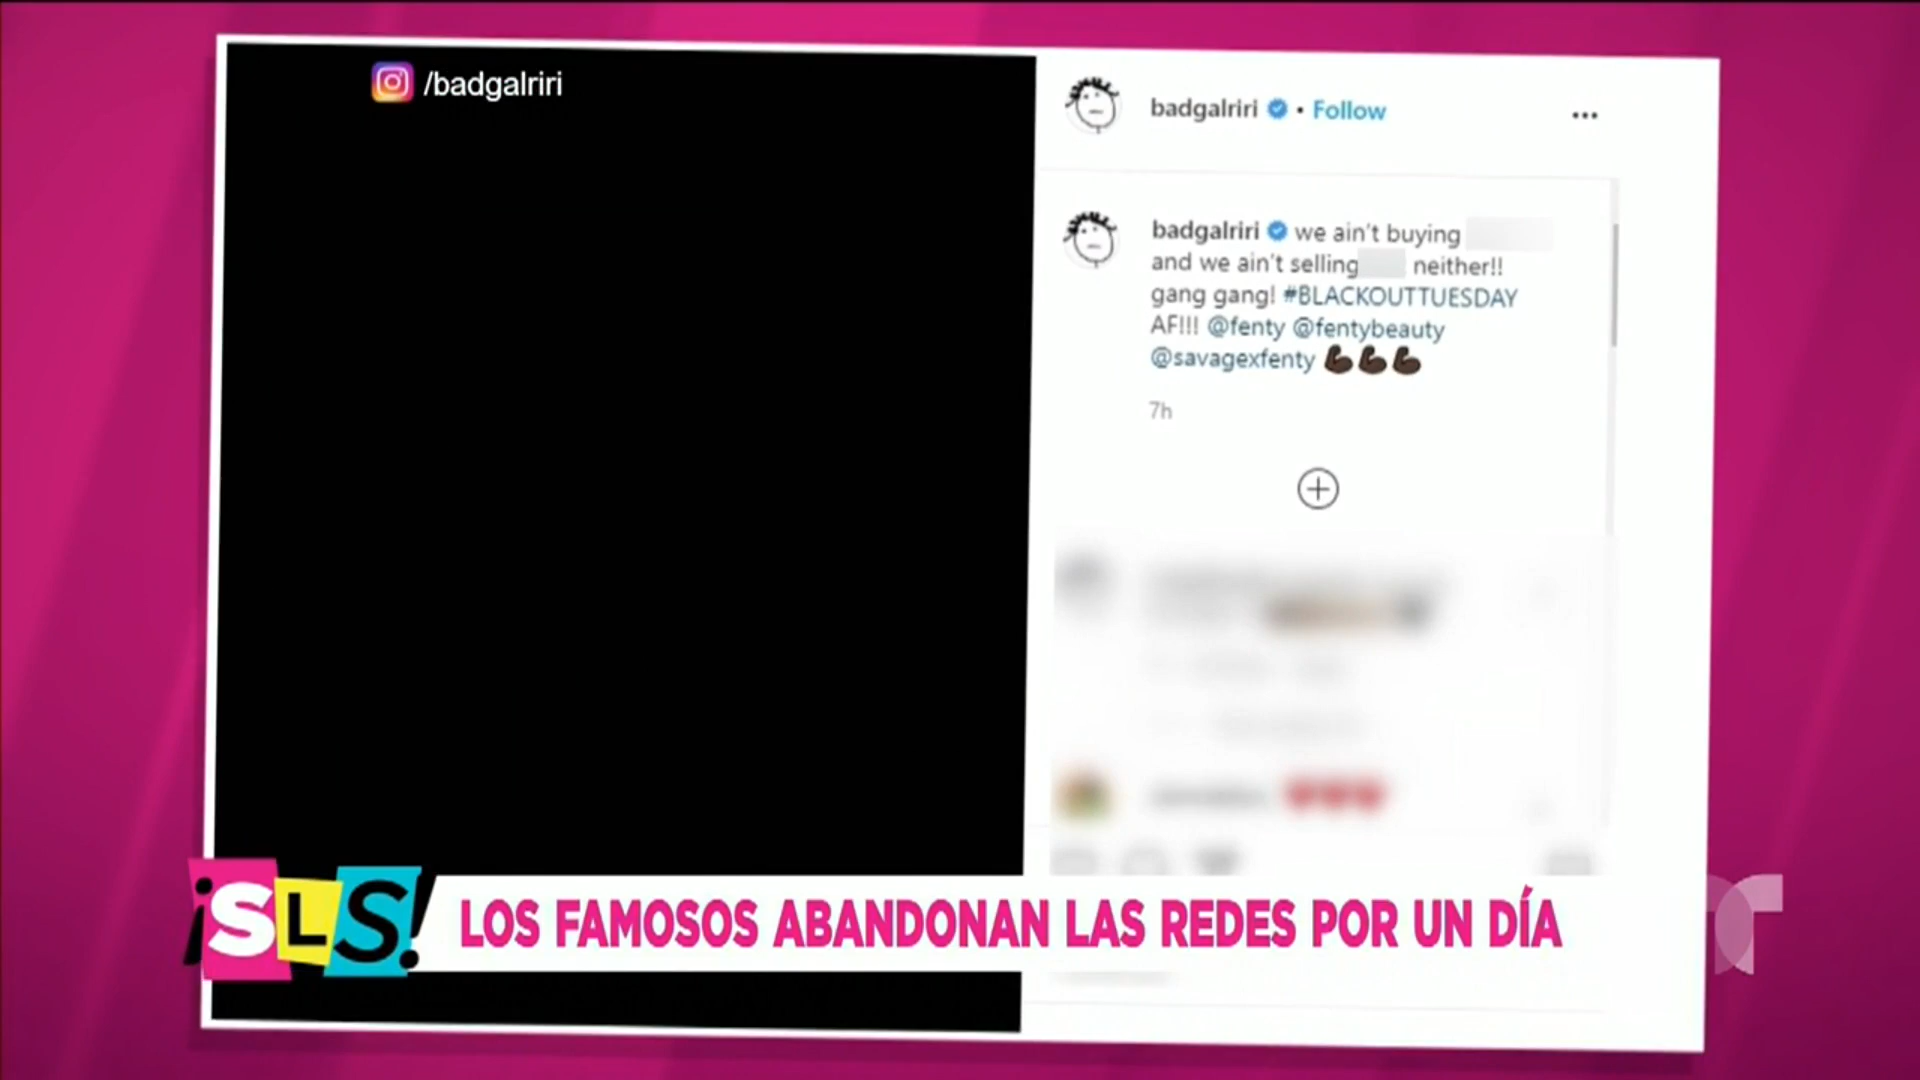 /badgalriri
badgalriri • Follow
badgalriri we ain't buying
and we ain't selling neither!!
gang gang! #BLACKOUTTUESDAY
AF!!! @fenty @fentybeauty
@savagexfenty
7h
¡SLS!
LOS FAMOSOS ABANDONAN LAS REDES POR UN DÍA